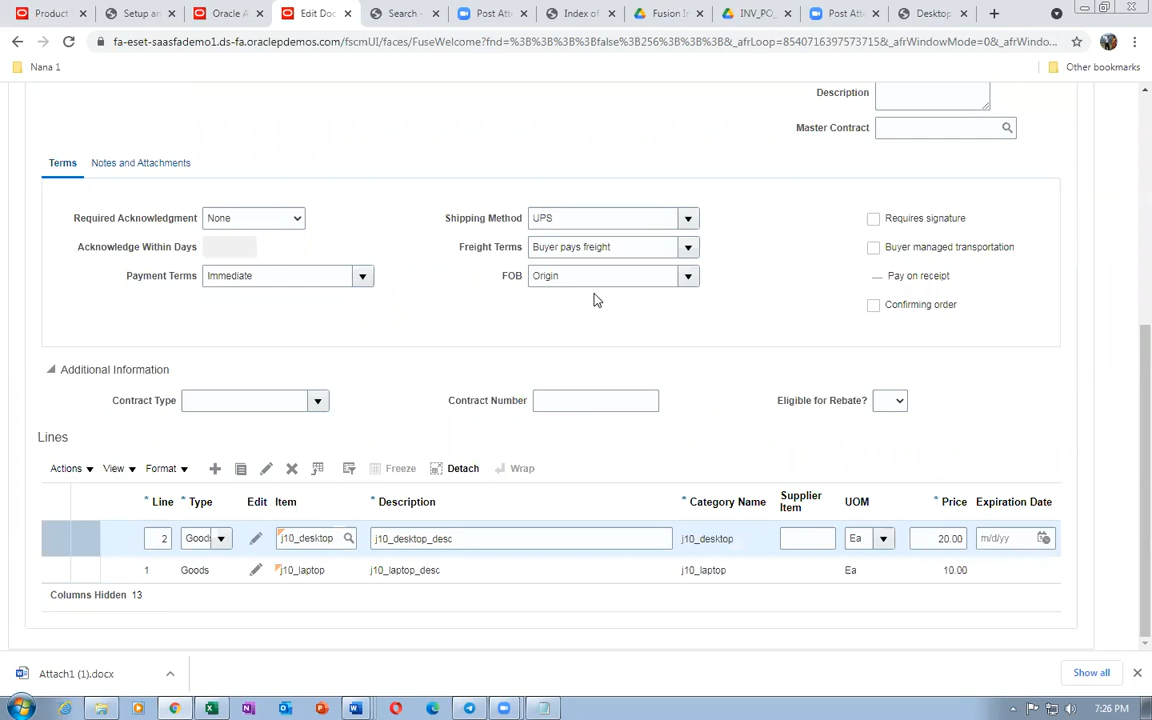 Product
Setup an
Oracle A
Edit Doc
Search -
Post Att
Index of
Fusion I
INV_PO_
Post Att
Desktop
fa-eset-saasfademo1.ds-fa.oraclepdemos.com/fscmUI/faces/FuseWelcome?fnd=%3B%3B%3B%3Bfalse%3B256%3B%3B%3B&_afrLoop=8540716397573715&_afrWindowMode=0&_afrWindo...
Nana 1
Other bookmarks
Description
Master Contract
Terms Notes and Attachments
Required Acknowledgment None Shipping Method UPS Requires signature
Acknowledge Within Days Freight Terms Buyer pays freight Buyer managed transportation
Payment Terms Immediate FOB Origin Pay on receipt
Confirming order
Additional Information
Contract Type Contract Number Eligible for Rebate?
Lines
Actions View Format Freeze Detach Wrap
* Line * Type Edit Item * Description * Category Name Supplier Item UOM * Price Expiration Date
2 Goods j10_desktop j10_desktop_desc j10_desktop Ea 20.00 m/d/yy
1 Goods j10_laptop j10_laptop_desc j10_laptop Ea 10.00
Columns Hidden 13
Attach1 (1).docx
Show all
7:26 PM